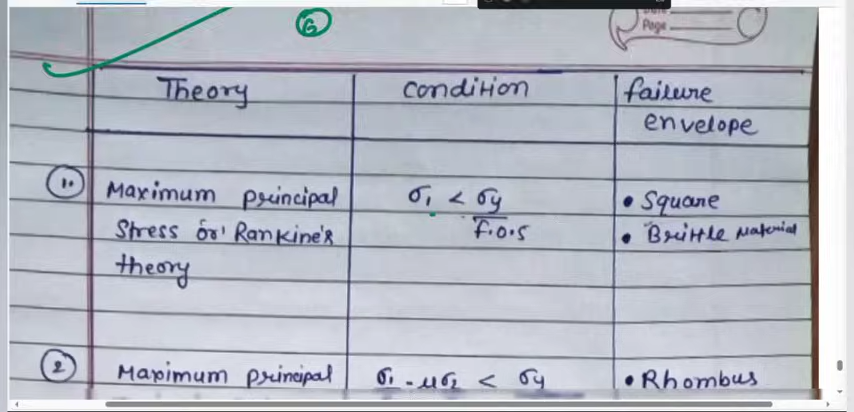 G
Page
Theory condition failure
envelope
1. Maximum principal σ1 < σy • Square
Stress or' Rankine's f.o.s • Brittle Material
theory
2 Maximum principal σ1 - μσ2 < σy • Rhombus